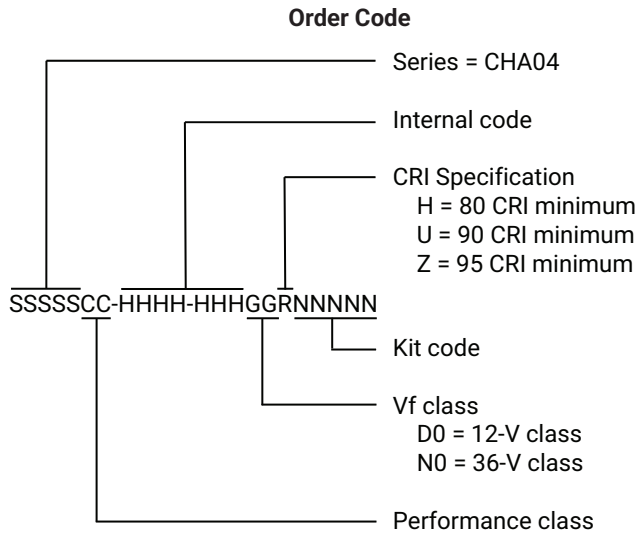 Order Code
Series = CHA04
Internal code
CRI Specification
H = 80 CRI minimum
U = 90 CRI minimum
Z = 95 CRI minimum
SSSSSCC-HHHH-HHHGGRNNNNN
Kit code
Vf class
D0 = 12-V class
N0 = 36-V class
Performance class